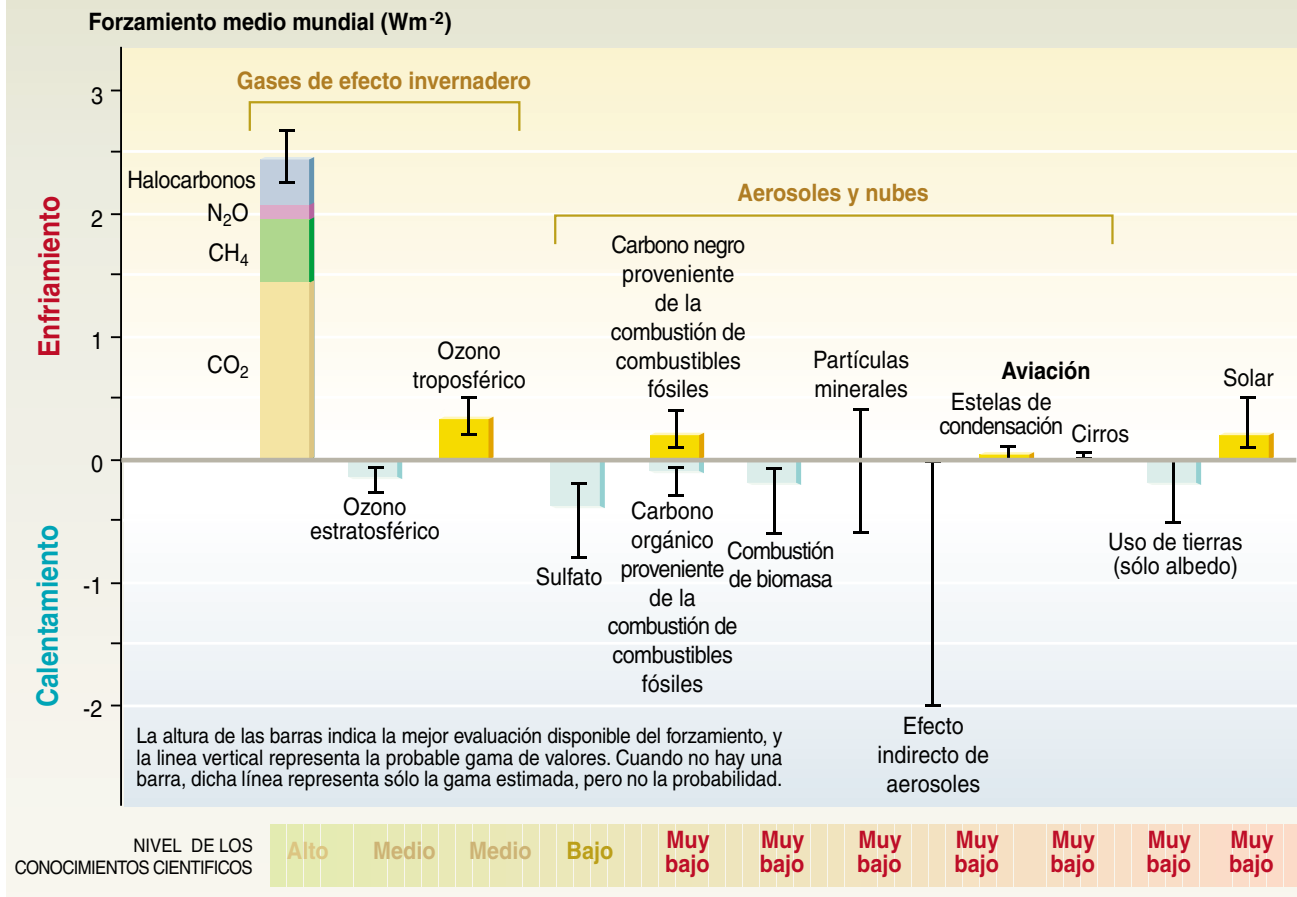 Forzamiento medio mundial (Wm-2)
Gases de efecto invernadero
3
2
1
0
-1
-2
Enfriamiento
Calentamiento
Halocarbonos
N2O
CH4
CO2
Ozono
estratosférico
Ozono
troposférico
Aerosoles y nubes
Sulfato
Carbono negro
proveniente
de la
combustión de
combustibles
fósiles
Carbono
orgánico
proveniente
de la
combustión de
combustibles
fósiles
Combustión
de biomasa
Partículas
minerales
Efecto
indirecto de
aerosoles
Aviación
Estelas de
condensación
Cirros
Uso de tierras
(sólo albedo)
Solar
La altura de las barras indica la mejor evaluación disponible del forzamiento, y
la linea vertical representa la probable gama de valores. Cuando no hay una
barra, dicha línea representa sólo la gama estimada, pero no la probabilidad.
NIVEL DE LOS
CONOCIMIENTOS CIENTIFICOS
Alto
Medio
Medio
Bajo
Muy
bajo
Muy
bajo
Muy
bajo
Muy
bajo
Muy
bajo
Muy
bajo
Muy
bajo